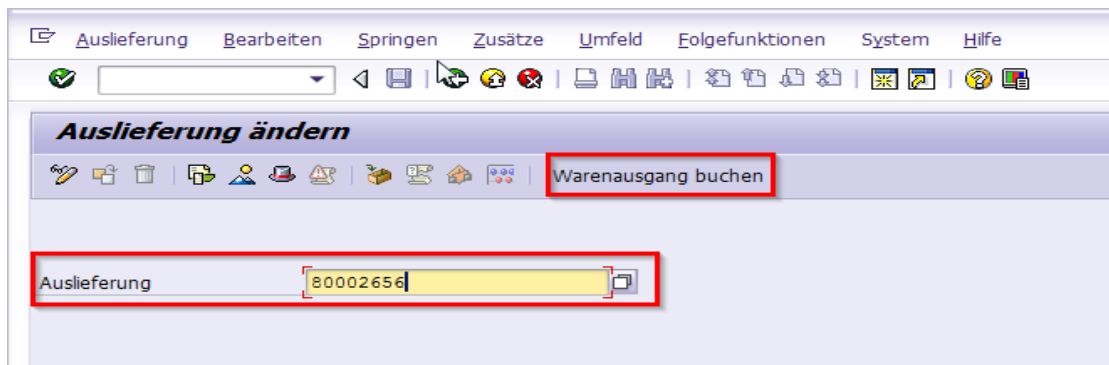 Auslieferung Bearbeiten Springen Zusätze Umfeld Folgefunktionen System Hilfe
Auslieferung ändern
Warenausgang buchen
Auslieferung 80002656